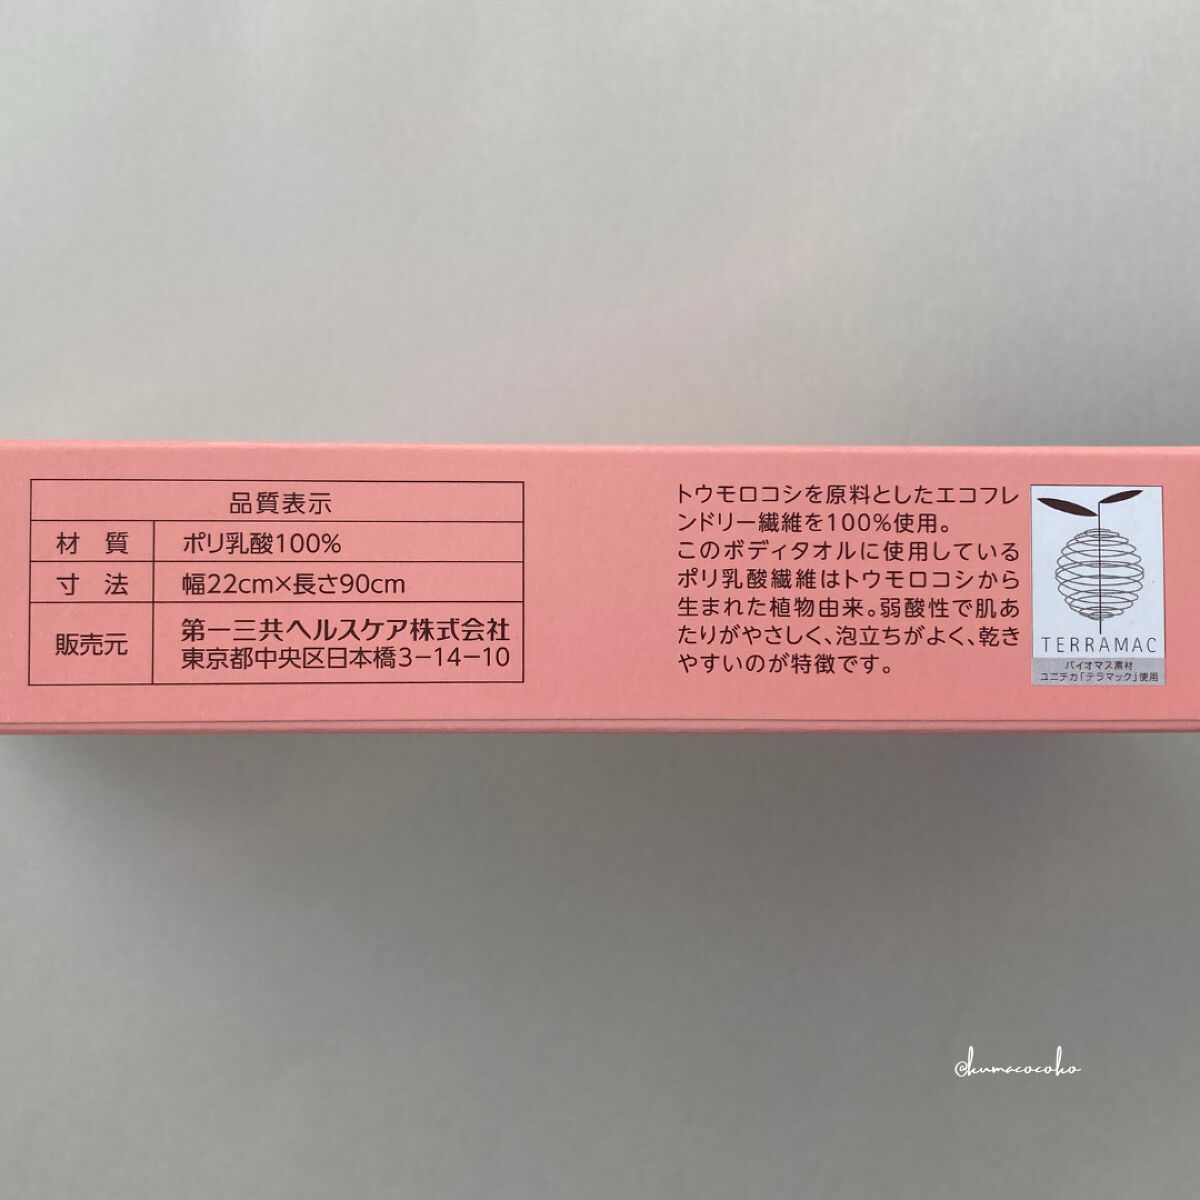 品質表示
材 質 ポリ乳酸100%
寸 法 幅22cm×長さ90cm
販売元 第一三共ヘルスケア株式会社
東京都中央区日本橋3-14-10
トウモロコシを原料としたエコフレ
ンドリー繊維を100%使用。
このボディタオルに使用している
ポリ乳酸繊維はトウモロコシから
生まれた植物由来。弱酸性で肌あ
たりがやさしく、泡立ちがよく、乾き
やすいのが特徴です。
TERRAMAC
バイオマス素材
ユニチカ「テラマック」使用
@kumacocoko